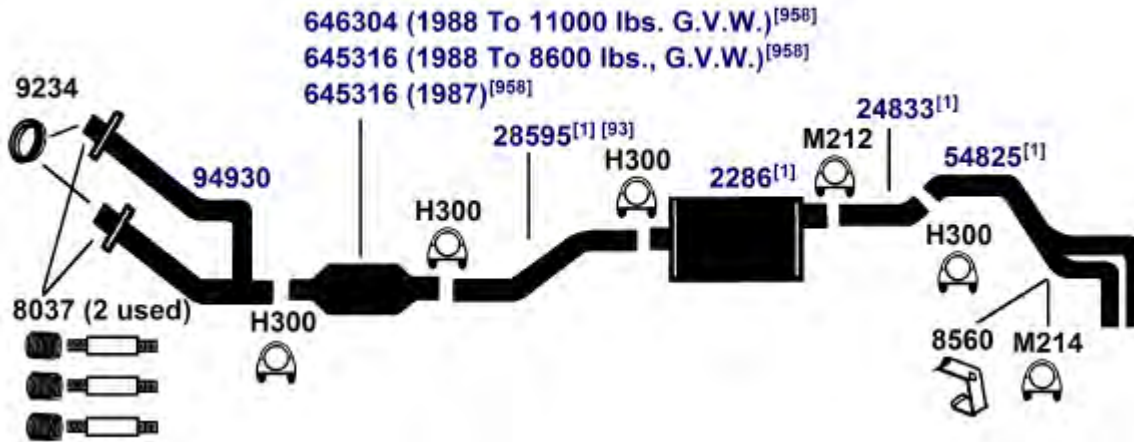 646304 (1988 To 11000 lbs. G.V.W.)[958]
645316 (1988 To 8600 lbs., G.V.W.)[958]
645316 (1987)[958]
9234
94930
28595[1] [93]
H300
H300
2286[1]
M212
24833[1]
54825[1]
H300
8037 (2 used)
H300
8560
M214